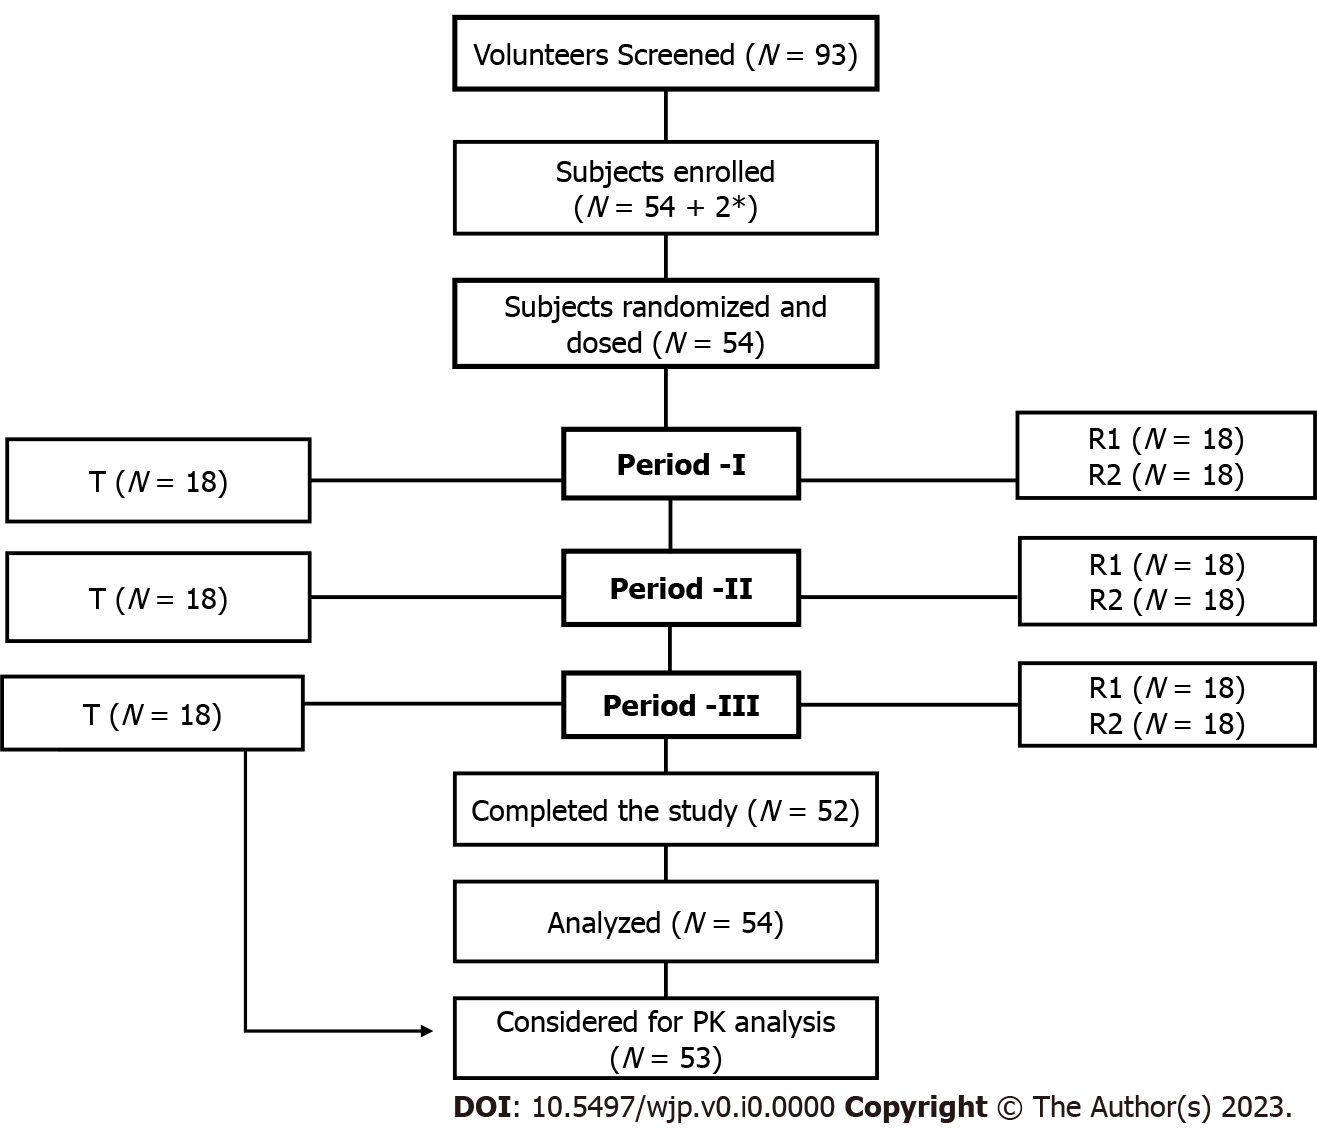 Volunteers Screened (N = 93)
Subjects enrolled
(N = 54 + 2*)
Subjects randomized and
dosed (N = 54)
Period -I
T (N = 18)
R1 (N = 18)
R2 (N = 18)
Period -II
T (N = 18)
R1 (N = 18)
R2 (N = 18)
Period -III
T (N = 18)
R1 (N = 18)
R2 (N = 18)
Completed the study (N = 52)
Analyzed (N = 54)
Considered for PK analysis
(N = 53)
DOI: 10.5497/wjp.v0.i0.0000 Copyright © The Author(s) 2023.